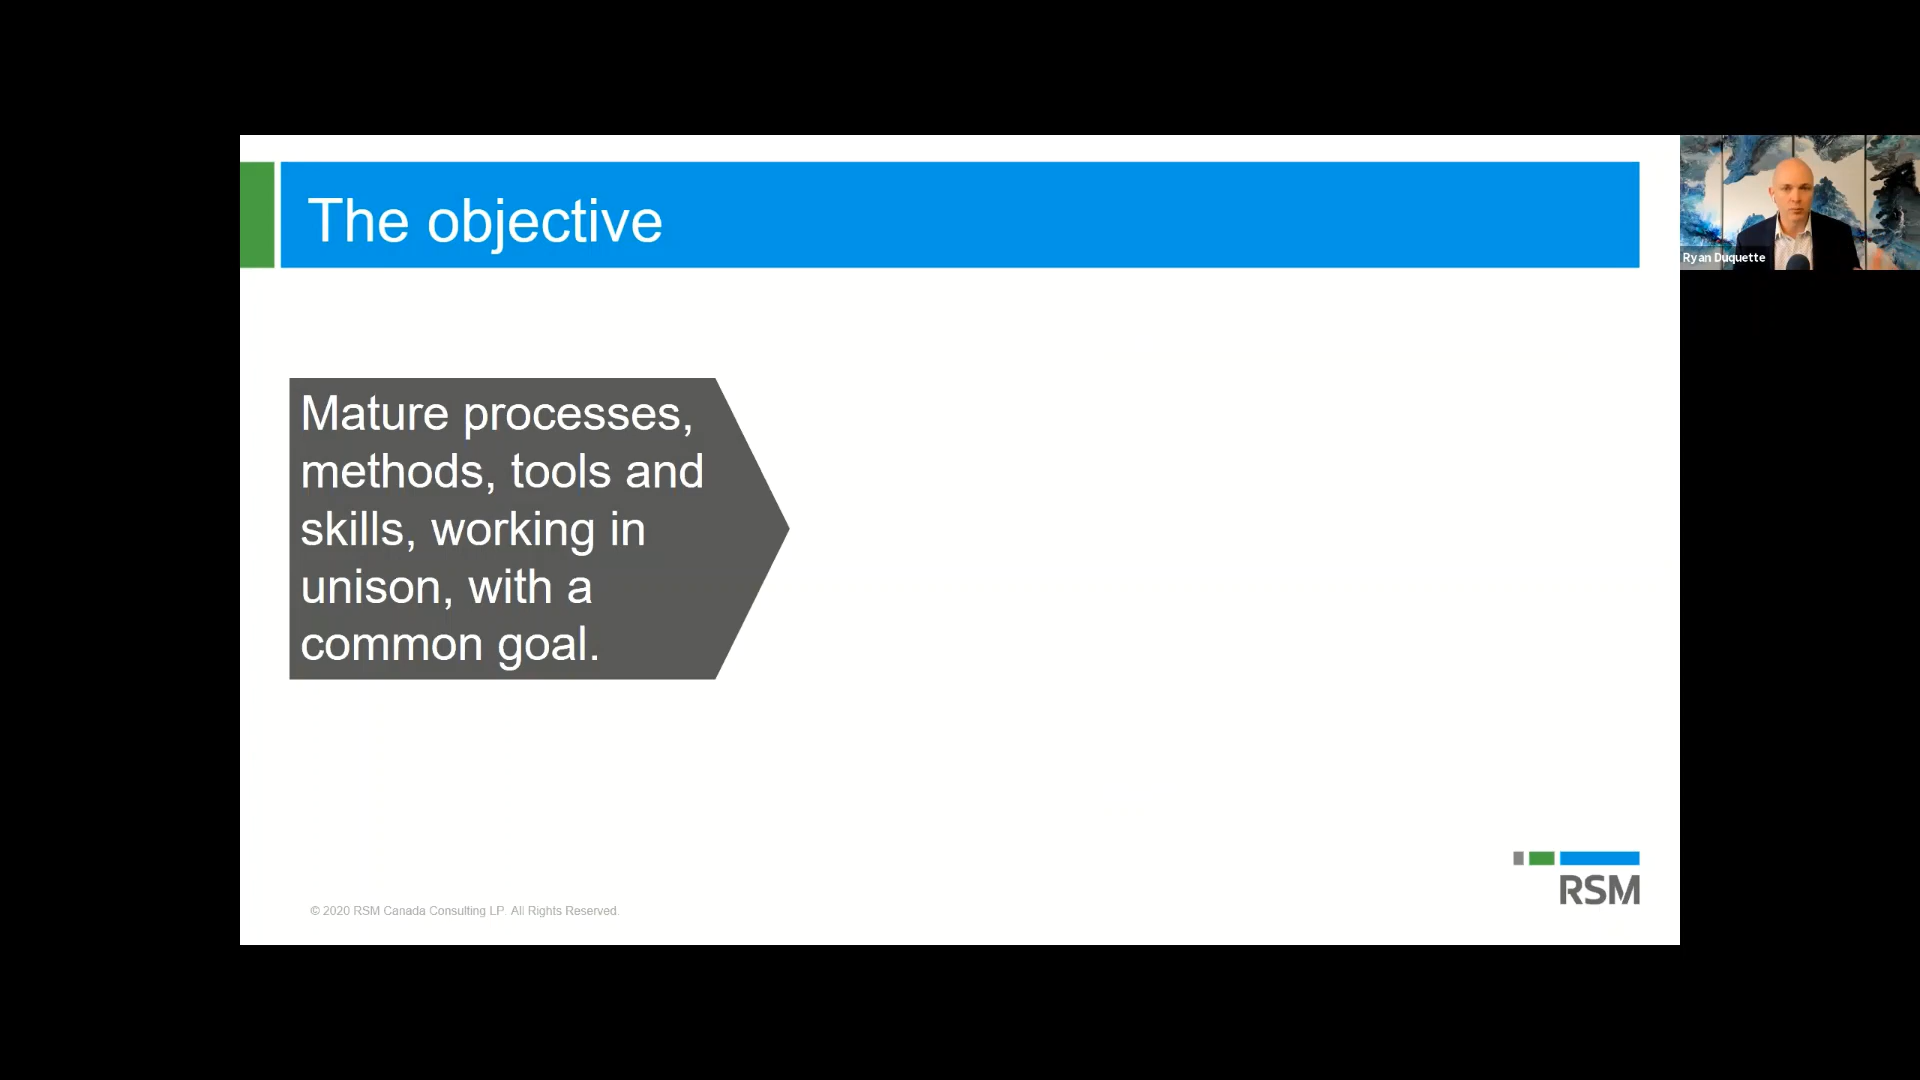 The objective
Ryan Duquette
Mature processes,
methods, tools and
skills, working in
unison, with a
common goal.
RSM
© 2020 RSM Canada Consulting LP. All Rights Reserved.